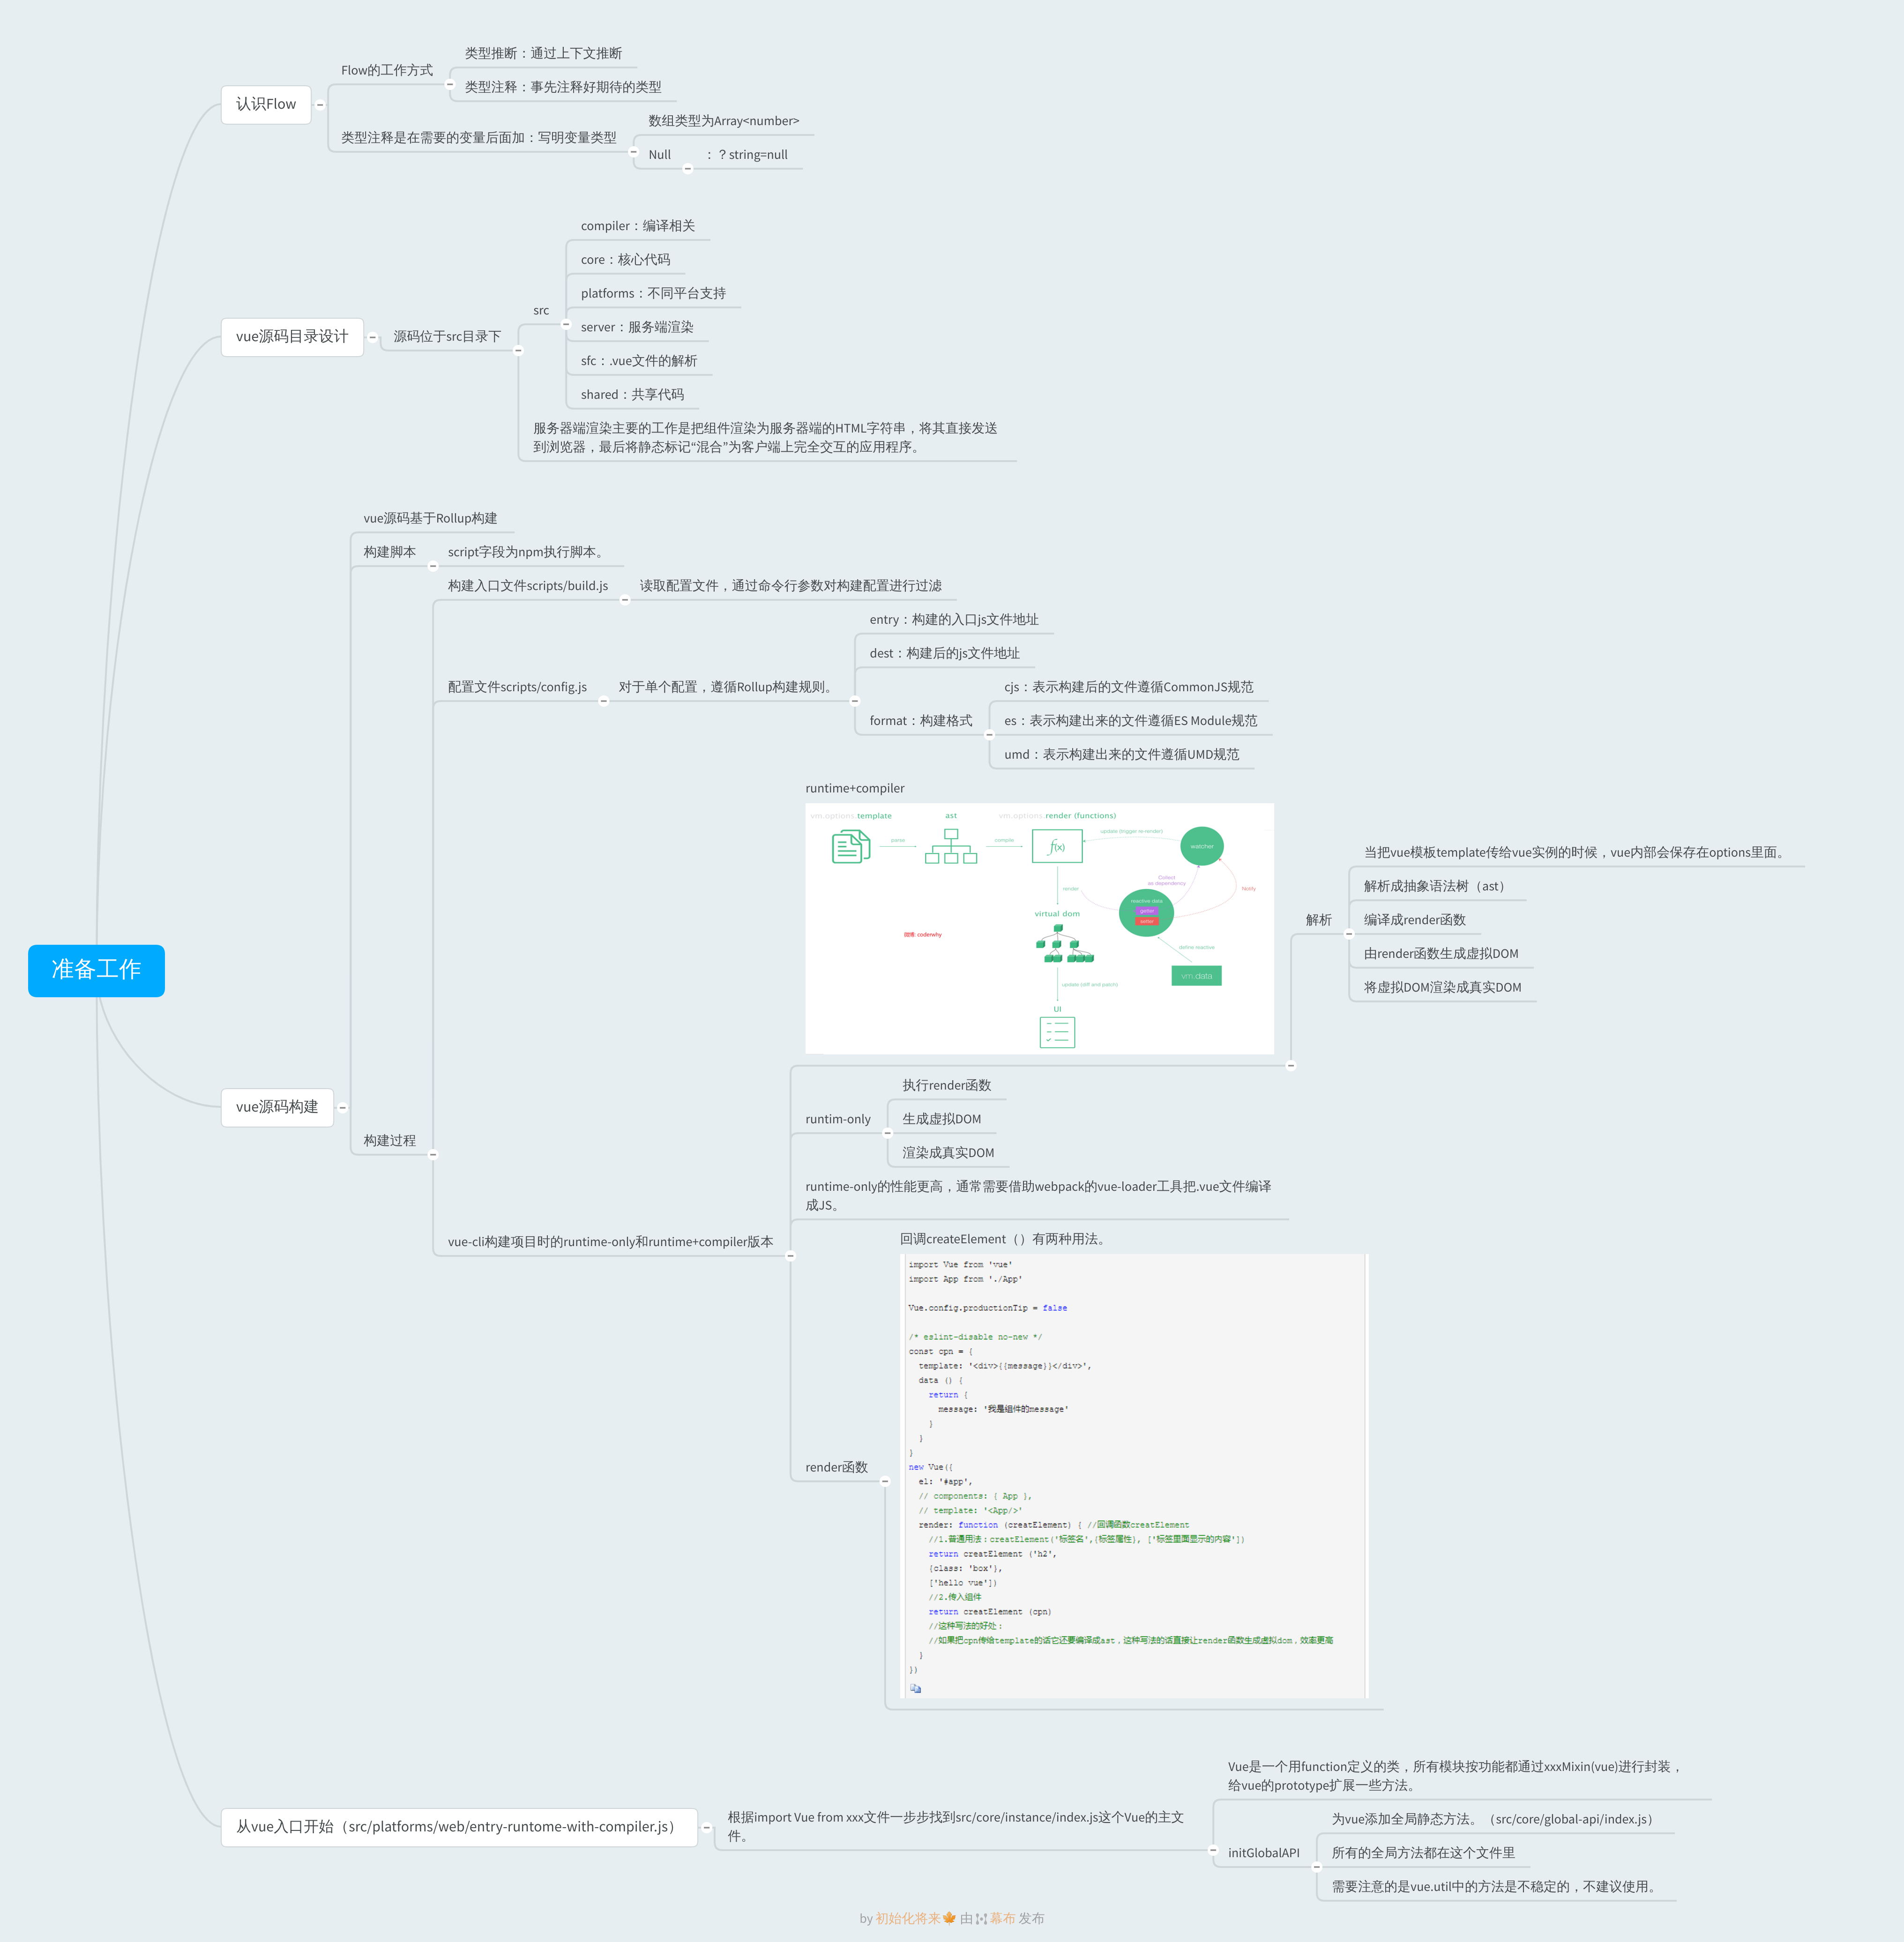 准备工作
认识Flow
Flow的工作方式
类型推断：通过上下文推断
类型注释：事先注释好期待的类型
类型注释是在需要的变量后面加：写明变量类型
数组类型为Array<number>
Null
：？string=null
vue源码目录设计
源码位于src目录下
src
compiler：编译相关
core：核心代码
platforms：不同平台支持
server：服务端渲染
sfc：.vue文件的解析
shared：共享代码
服务器端渲染主要的工作是把组件渲染为服务器端的HTML字符串，将其直接发送
到浏览器，最后将静态标记“混合”为客户端上完全交互的应用程序。
vue源码构建
vue源码基于Rollup构建
构建脚本
script字段为npm执行脚本。
构建过程
构建入口文件scripts/build.js
读取配置文件，通过命令行参数对构建配置进行过滤
配置文件scripts/config.js
对于单个配置，遵循Rollup构建规则。
entry：构建的入口js文件地址
dest：构建后的js文件地址
format：构建格式
cjs：表示构建后的文件遵循CommonJS规范
es：表示构建出来的文件遵循ES Module规范
umd：表示构建出来的文件遵循UMD规范
vue-cli构建项目时的runtime-only和runtime+compiler版本
runtime+compiler
vm.options.template
ast
vm.options.render (functions)
parse
compile
f(x)
update (trigger re-render)
watcher
Collect
as dependency
Notify
render
reactive data
getter
setter
virtual dom
微博: coderwhy
define reactive
vm.data
update (diff and patch)
UI
解析
当把vue模板template传给vue实例的时候，vue内部会保存在options里面。
解析成抽象语法树（ast）
编译成render函数
由render函数生成虚拟DOM
将虚拟DOM渲染成真实DOM
runtim-only
执行render函数
生成虚拟DOM
渲染成真实DOM
runtime-only的性能更高，通常需要借助webpack的vue-loader工具把.vue文件编译
成JS。
render函数
回调createElement（）有两种用法。
import Vue from 'vue'
import App from './App'
Vue.config.productionTip = false
/* eslint-disable no-new */
const cpn = {
template: '<div>{{message}}</div>',
data () {
return {
message: '我是组件的message'
}
}
}
new Vue({
el: '#app',
// components: { App },
// template: '<App/>'
render: function (creatElement) { //回调函数creatElement
//1.普通用法：creatElement('标签名',{标签属性}, ['标签里面显示的内容'])
return creatElement ('h2',
{class: 'box'},
['hello vue'])
//2.传入组件
return creatElement (cpn)
//这种写法的好处：
//如果把cpn传给template的话它还要编译成ast，这种写法的话直接让render函数生成虚拟dom，效率更高
}
})
从vue入口开始（src/platforms/web/entry-runtome-with-compiler.js）
根据import Vue from xxx文件一步步找到src/core/instance/index.js这个Vue的主文
件。
Vue是一个用function定义的类，所有模块按功能都通过xxxMixin(vue)进行封装，
给vue的prototype扩展一些方法。
initGlobalAPI
为vue添加全局静态方法。（src/core/global-api/index.js）
所有的全局方法都在这个文件里
需要注意的是vue.util中的方法是不稳定的，不建议使用。
by 初始化将来🍁 由 幕布 发布